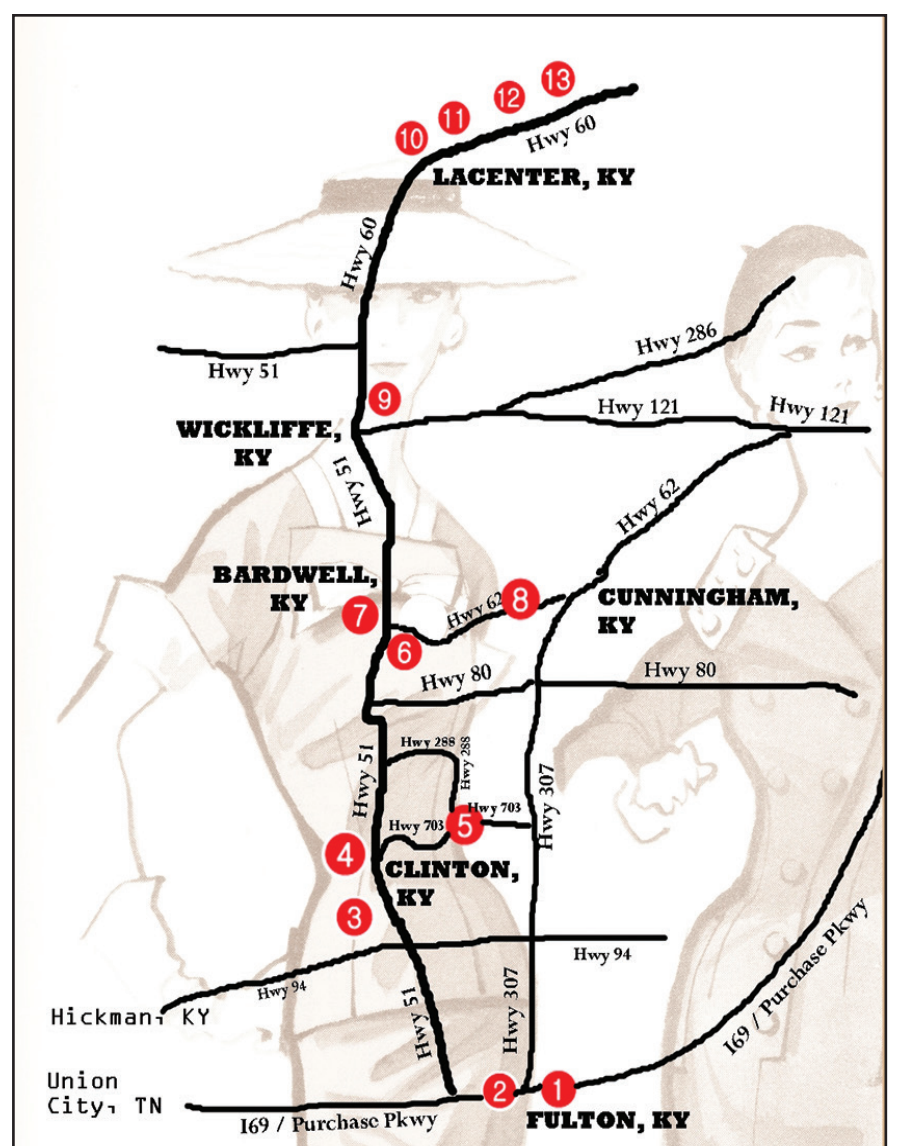 13
12
11
10
Hwy 60
LACENTER, KY
Hwy 60
Hwy 286
Hwy 51
9
Hwy 121
Hwy 121
WICKLIFFE,
KY
Hwy 51
Hwy 62
BARDWELL,
KY
8
CUNNINGHAM,
KY
7
Hwy 62
6
Hwy 80
Hwy 80
Hwy 288
Hwy 288
Hwy 51
Hwy 703
Hwy 307
Hwy 703
5
4
CLINTON,
KY
3
Hwy 94
Hwy 94
I69 / Purchase Pkwy
Hickman, KY
Hwy 51
Hwy 307
Union
City, TN
2
1
I69 / Purchase Pkwy
FULTON, KY